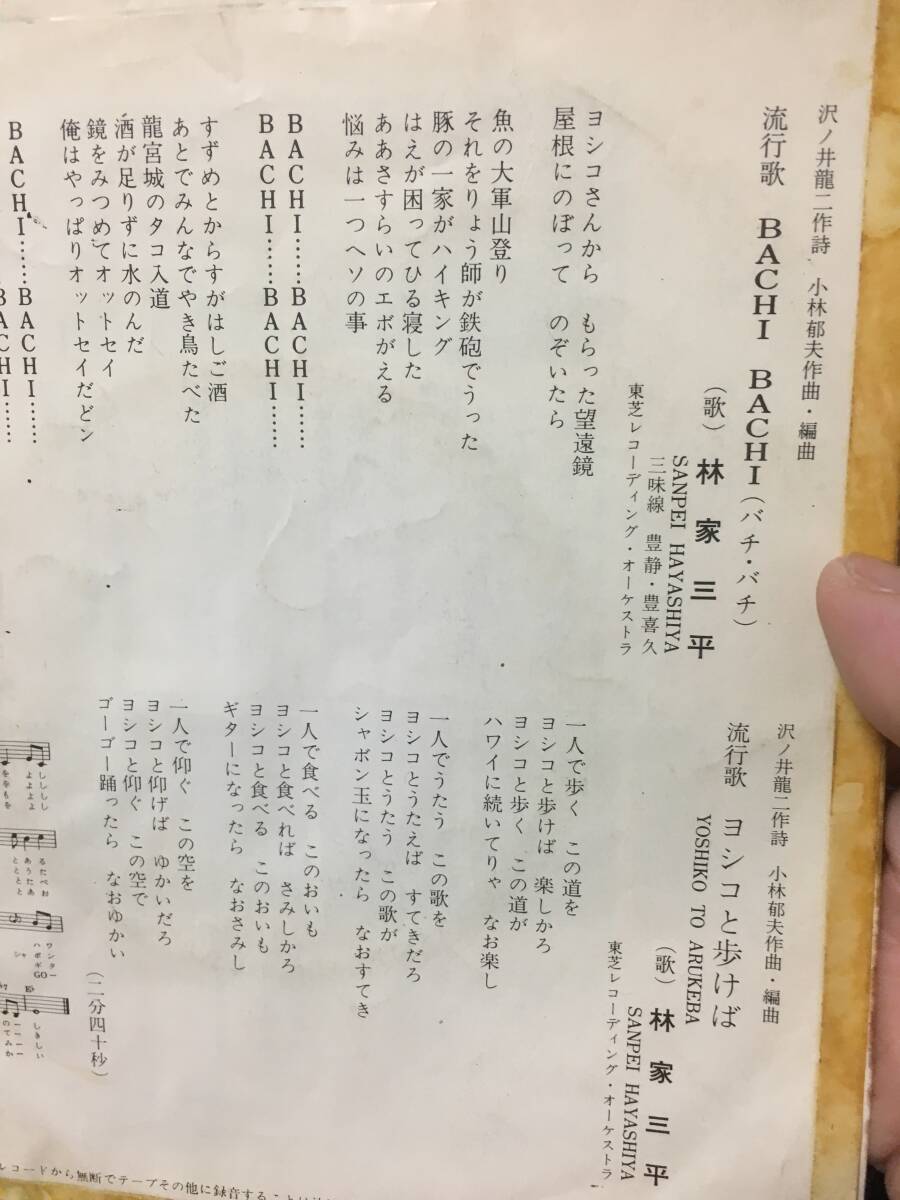 沢ノ井龍二作詩　小林郁夫作曲・編曲
流行歌　BACHI BACHI（バチ・バチ）
（歌）林家三平
SANPEI HAYASHIYA
三味線　豊静・豊喜久
東芝レコーディング・オーケストラ
ヨシコさんから　もらった望遠鏡
屋根にのぼって　のぞいたら
魚の大軍山登り
それをりょう師が鉄砲でうった
豚の一家がハイキング
はえが困ってひる寝した
ああさすらいのエボがえる
悩みは一つヘソの事
BACHI……BACHI……
BACHI……BACHI……
すずめとからすがはしご酒
あとでみんなでやき鳥たべた
龍宮城のタコ入道
酒が足りずに水のんだ
鏡をみつめてオットセイ
俺はやっぱりオットセイだどン
BACHI……BACHI……
BACHI……
沢ノ井龍二作詩　小林郁夫作曲・編曲
流行歌　ヨシコと歩けば
YOSHIKO TO ARUKEBA
（歌）林家三平
SANPEI HAYASHIYA
東芝レコーディング・オーケストラ
一人で歩く　この道を
ヨシコと歩けば　楽しかろ
ヨシコと歩く　この道が
ハワイに続いてりゃ　なお楽し
一人でうたう　この歌を
ヨシコとうたえば　すてきだろ
ヨシコとうたう　この歌が
シャボン玉になったら　なおすてき
一人で食べる　このおいも
ヨシコと食べれば　さみしかろ
ヨシコと食べる　このおいも
ギターになったら　なおさみし
一人で仰ぐ　この空を
ヨシコと仰げば　ゆかいだろ
ヨシコと仰ぐ　この空で
ゴーゴー踊ったら　なおゆかい
（二分四十秒）
レコードから無断でテープその他に録音することは